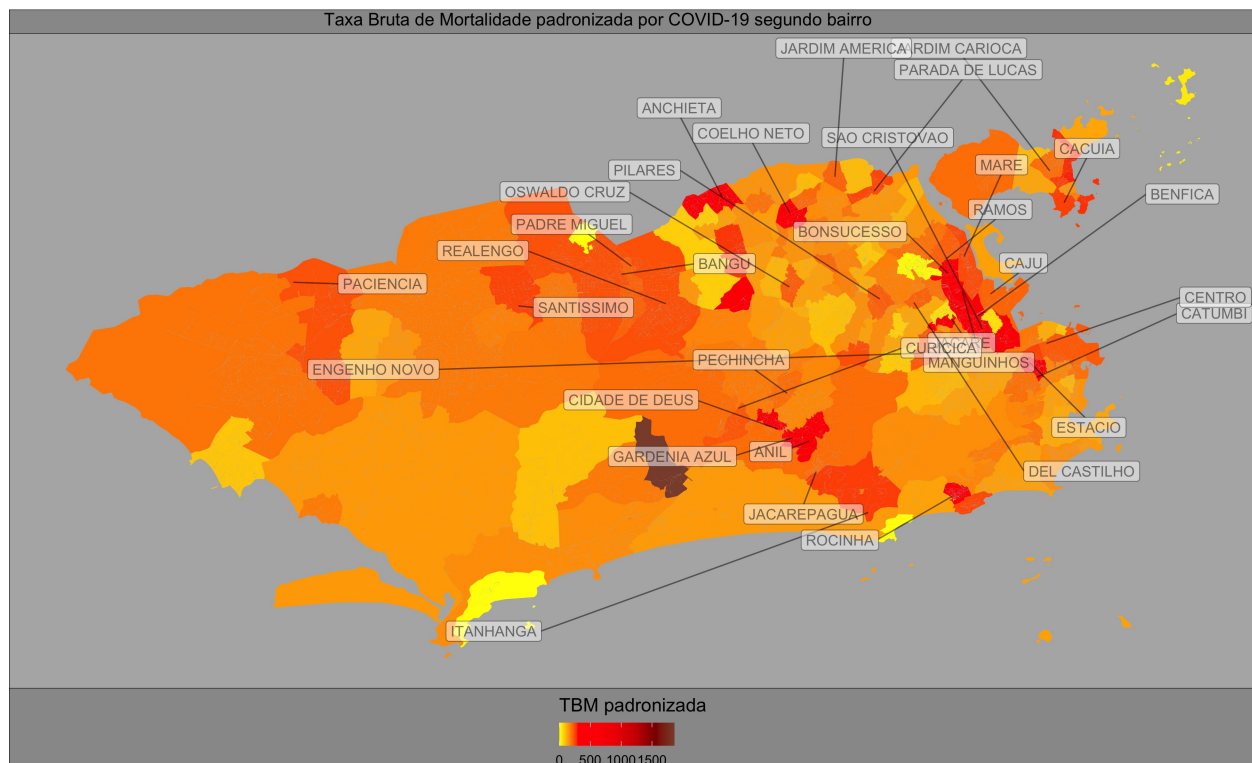 Taxa Bruta de Mortalidade padronizada por COVID-19 segundo bairro
JARDIM AMERICA
JARDIM CARIOCA
PARADA DE LUCAS
ANCHIETA
COELHO NETO
SAO CRISTOVAO
CACUIA
MARE
PILARES
OSWALDO CRUZ
BENFICA
RAMOS
PADRE MIGUEL
BONSUCESSO
REALENGO
BANGU
CAJU
PACIENCIA
CENTRO
SANTISSIMO
CATUMBI
CURICICA
PECHINCHA
MANGUINHOS
ENGENHO NOVO
CIDADE DE DEUS
ESTACIO
ANIL
GARDENIA AZUL
DEL CASTILHO
JACAREPAGUA
ROCINHA
ITANHANGA
TBM padronizada
0 500 1000 1500